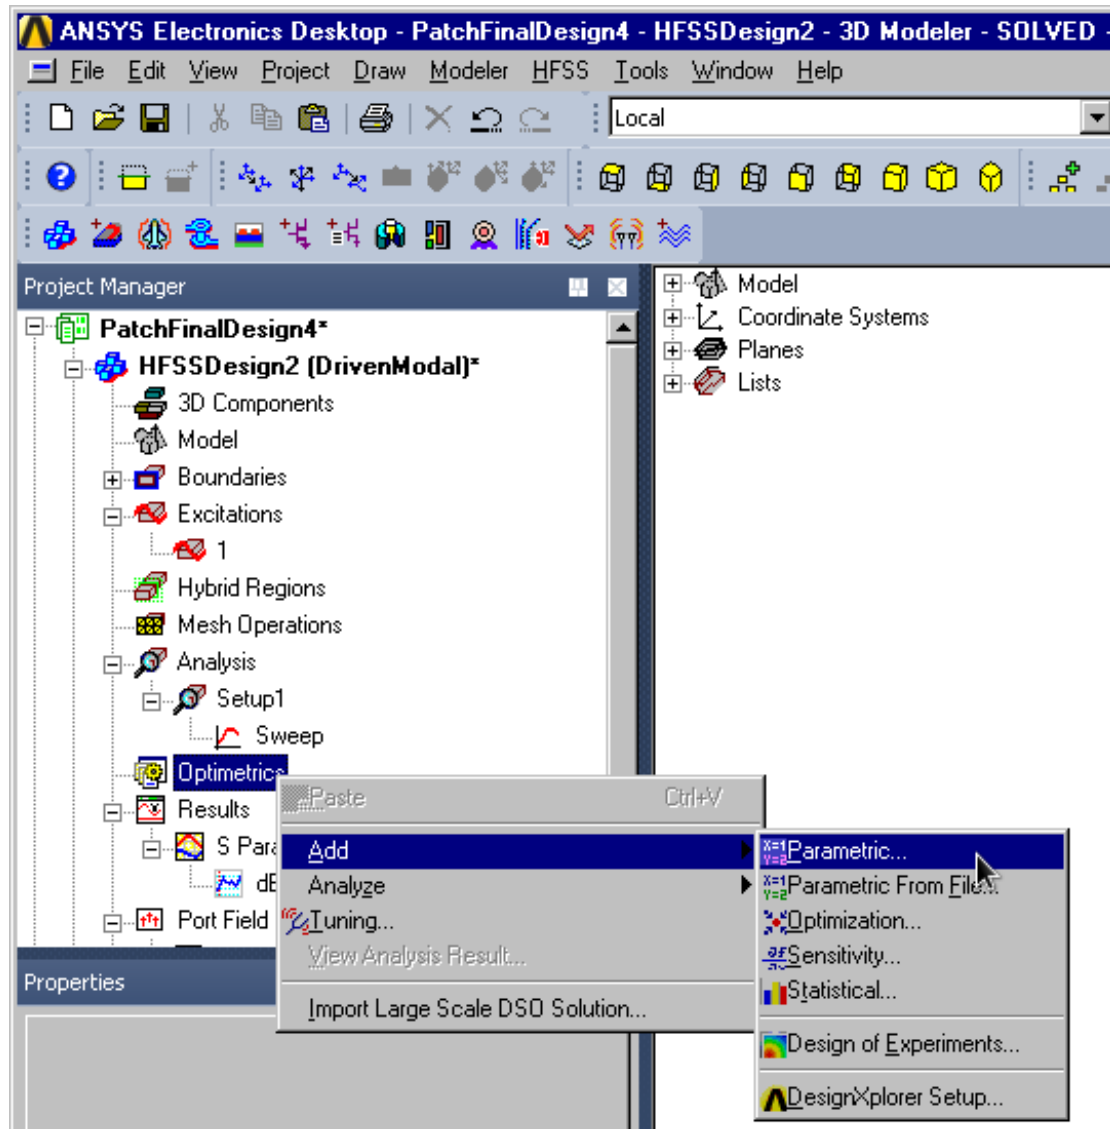 ANSYS Electronics Desktop - PatchFinalDesign4 - HFSSDesign2 - 3D Modeler - SOLVED -
File Edit View Project Draw Modeler HFSS Tools Window Help
Local
Project Manager
PatchFinalDesign4*
HFSSDesign2 (DrivenModal)*
3D Components
Model
Boundaries
Excitations
1
Hybrid Regions
Mesh Operations
Analysis
Setup1
Sweep
Optimetrics
Results
S Para
dB
Port Field
Properties
Model
Coordinate Systems
Planes
Lists
Paste Ctrl+V
Add
Analyze
Tuning...
View Analysis Result...
Import Large Scale DSO Solution...
Parametric...
Parametric From File...
Optimization...
Sensitivity...
Statistical...
Design of Experiments...
DesignXplorer Setup...